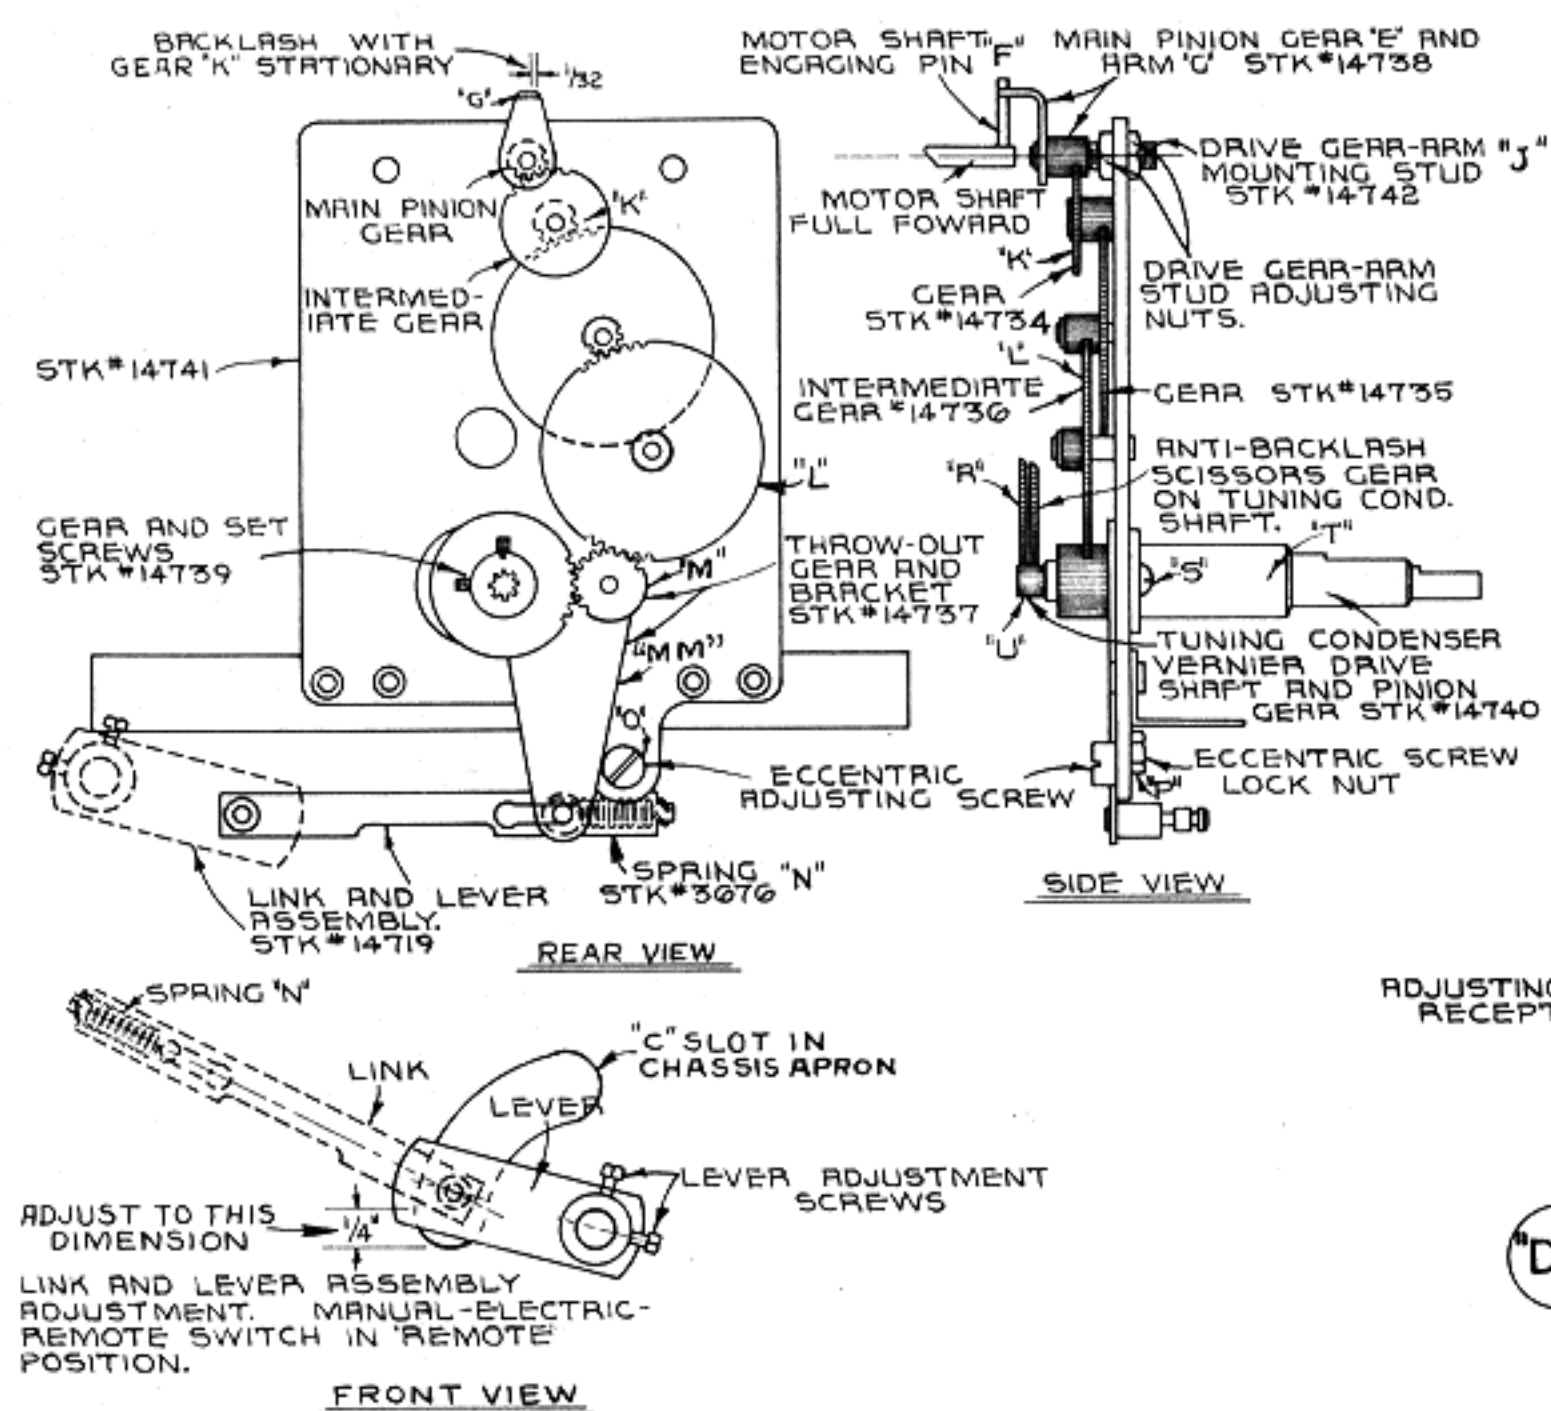 BACKLASH WITH
GEAR "K" STATIONARY
1/32
"G"
MAIN PINION
GEAR
"K"
INTERMED-
IATE GEAR
STK#14741
"L"
GEAR AND SET
SCREWS
STK #14739
"M"
THROW-OUT
GEAR AND
BRACKET
STK#14737
"MM"
"O"
ECCENTRIC
ADJUSTING SCREW
SPRING "N"
STK#3676
LINK AND LEVER
ASSEMBLY.
STK#14719
REAR VIEW
MOTOR SHAFT "F"
ENGAGING PIN
MAIN PINION GEAR "E" AND
ARM "G" STK#14738
DRIVE GEAR-ARM "J"
MOUNTING STUD
STK #14742
MOTOR SHAFT
FULL FOWARD
"K"
GEAR
STK#14734
DRIVE GEAR-ARM
STUD ADJUSTING
NUTS.
"L"
INTERMEDIATE
GEAR #14736
GEAR STK#14735
"R"
ANTI-BACKLASH
SCISSORS GEAR
ON TUNING COND.
SHAFT.
"T"
"S"
"U"
TUNING CONDENSER
VERNIER DRIVE
SHAFT AND PINION
GEAR STK#14740
ECCENTRIC SCREW
LOCK NUT
"P"
SIDE VIEW
SPRING "N"
LINK
"C" SLOT IN
CHASSIS APRON
LEVER
LEVER ADJUSTMENT
SCREWS
ADJUST TO THIS
DIMENSION
1/4"
LINK AND LEVER ASSEMBLY
ADJUSTMENT. MANUAL-ELECTRIC-
REMOTE SWITCH IN "REMOTE"
POSITION.
FRONT VIEW
ADJUSTING
RECEPT
"D